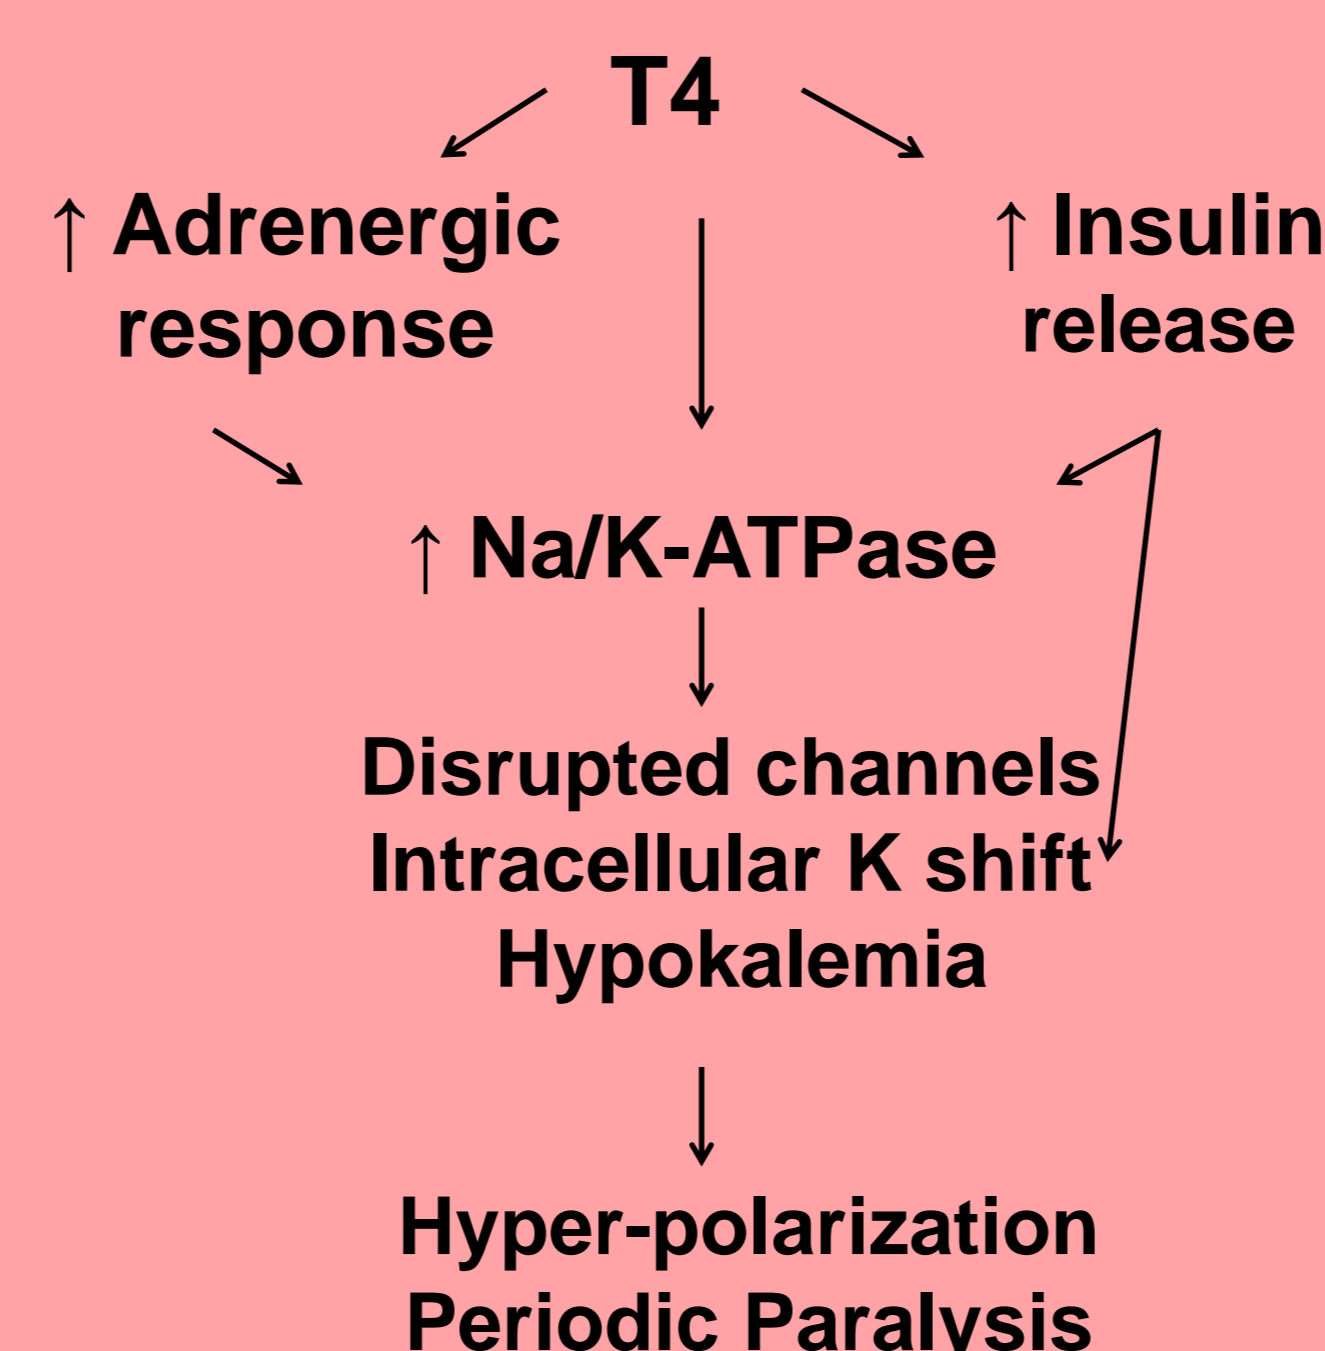 T4
↑ Adrenergic
response
↑ Insulin
release
↑ Na/K-ATPase
Disrupted channels
Intracellular K shift
Hypokalemia
Hyper-polarization
Periodic Paralysis